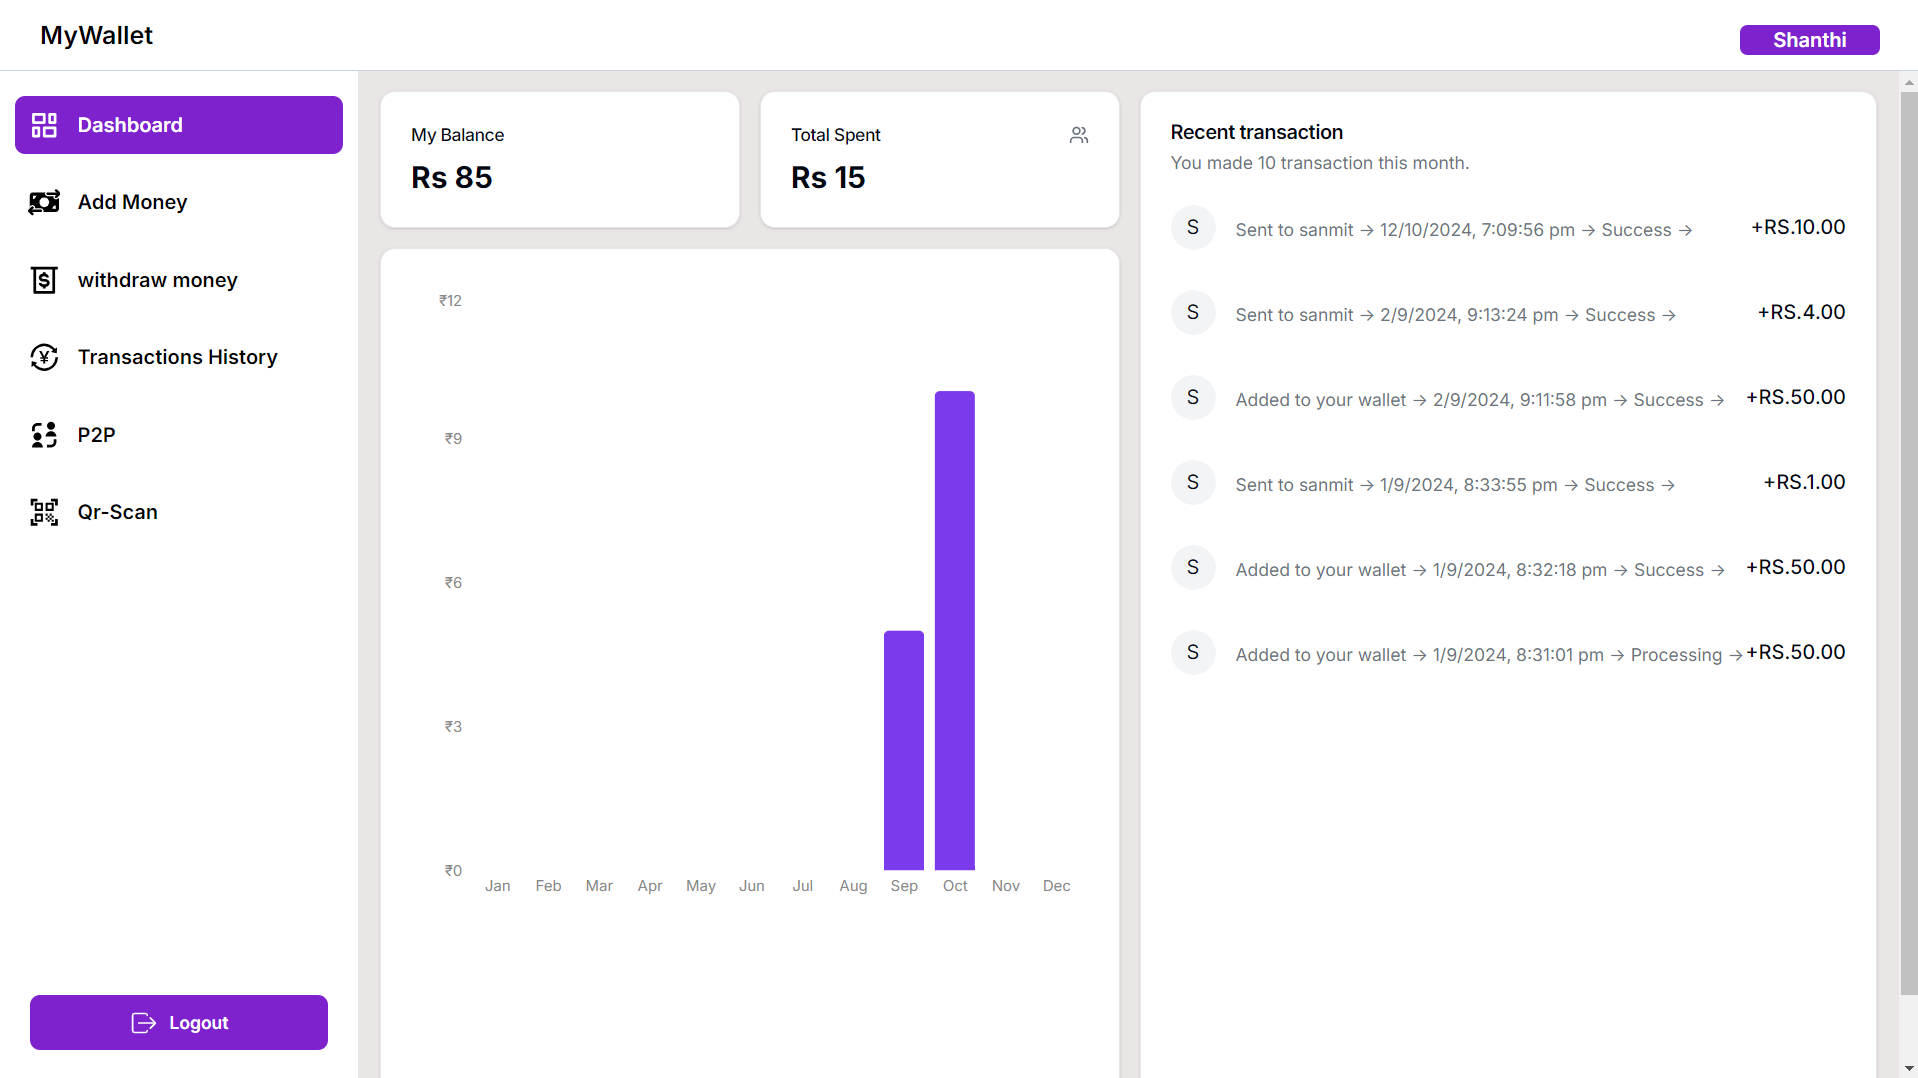 MyWallet
Shanthi
Dashboard
Add Money
withdraw money
Transactions History
P2P
Qr-Scan
Logout
My Balance
Rs 85
Total Spent
Rs 15
₹12
₹9
₹6
₹3
₹0
Jan Feb Mar Apr May Jun Jul Aug Sep Oct Nov Dec
Recent transaction
You made 10 transaction this month.
S Sent to sanmit → 12/10/2024, 7:09:56 pm → Success → +RS.10.00
S Sent to sanmit → 2/9/2024, 9:13:24 pm → Success → +RS.4.00
S Added to your wallet → 2/9/2024, 9:11:58 pm → Success → +RS.50.00
S Sent to sanmit → 1/9/2024, 8:33:55 pm → Success → +RS.1.00
S Added to your wallet → 1/9/2024, 8:32:18 pm → Success → +RS.50.00
S Added to your wallet → 1/9/2024, 8:31:01 pm → Processing → +RS.50.00